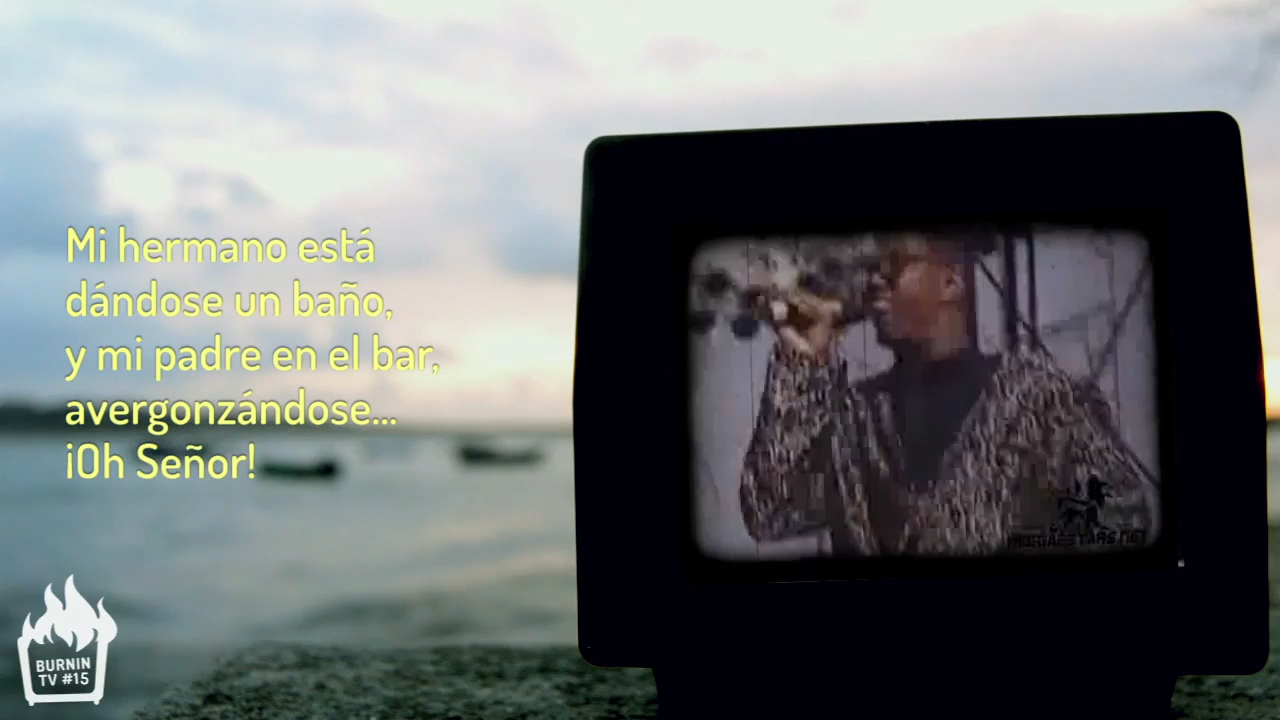 Mi hermano está
dándose un baño,
y mi padre en el bar,
avergonzándose...
¡Oh Señor!
BURNIN
TV #15